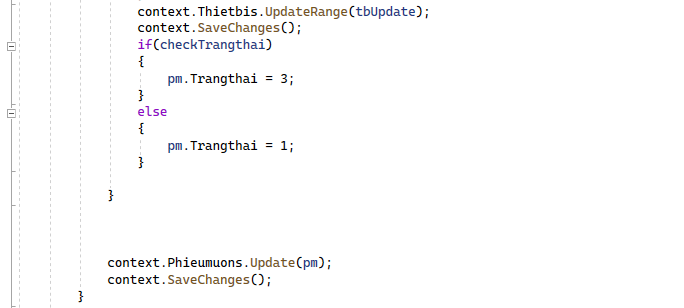 context.Thietbis.UpdateRange(tbUpdate);
context.SaveChanges();
if(checkTrangthai)
{
pm.Trangthai = 3;
}
else
{
pm.Trangthai = 1;
}
}
context.Phieumuons.Update(pm);
context.SaveChanges();
}